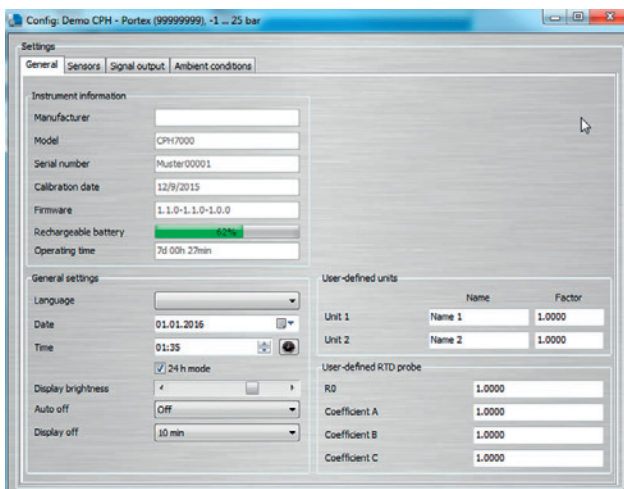 Config: Demo CPH - Portex (99999999), -1 ... 25 bar
Settings
General Sensors Signal output Ambient conditions
Instrument information
Manufacturer
Model CPH7000
Serial number Muster00001
Calibration date 12/9/2015
Firmware 1.1.0-1.1.0-1.0.0
Rechargeable battery 62%
Operating time 7d 00h 27min
General settings
Language
Date 01.01.2016
Time 01:35
24 h mode
Display brightness
Auto off Off
Display off 10 min
User-defined units
Name Factor
Unit 1 Name 1 1.0000
Unit 2 Name 2 1.0000
User-defined RTD probe
R0 1.0000
Coefficient A 1.0000
Coefficient B 1.0000
Coefficient C 1.0000